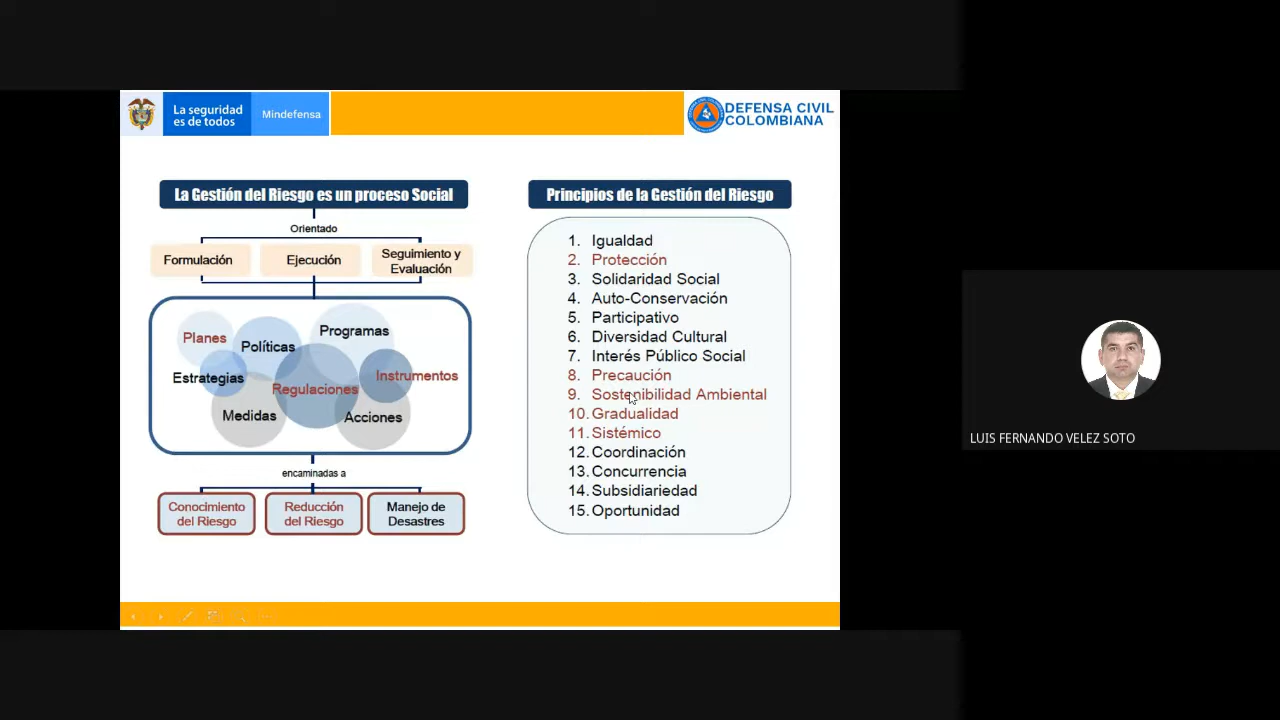 La seguridad
es de todos
Mindefensa
DEFENSA CIVIL
COLOMBIANA
La Gestión del Riesgo es un proceso Social
Orientado
Formulación
Ejecución
Seguimiento y
Evaluación
Planes
Políticas
Programas
Estrategias
Regulaciones
Instrumentos
Medidas
Acciones
encaminadas a
Conocimiento
del Riesgo
Reducción
del Riesgo
Manejo de
Desastres
Principios de la Gestión del Riesgo
1. Igualdad
2. Protección
3. Solidaridad Social
4. Auto-Conservación
5. Participativo
6. Diversidad Cultural
7. Interés Público Social
8. Precaución
9. Sostenibilidad Ambiental
10. Gradualidad
11. Sistémico
12. Coordinación
13. Concurrencia
14. Subsidiariedad
15. Oportunidad
LUIS FERNANDO VELEZ SOTO